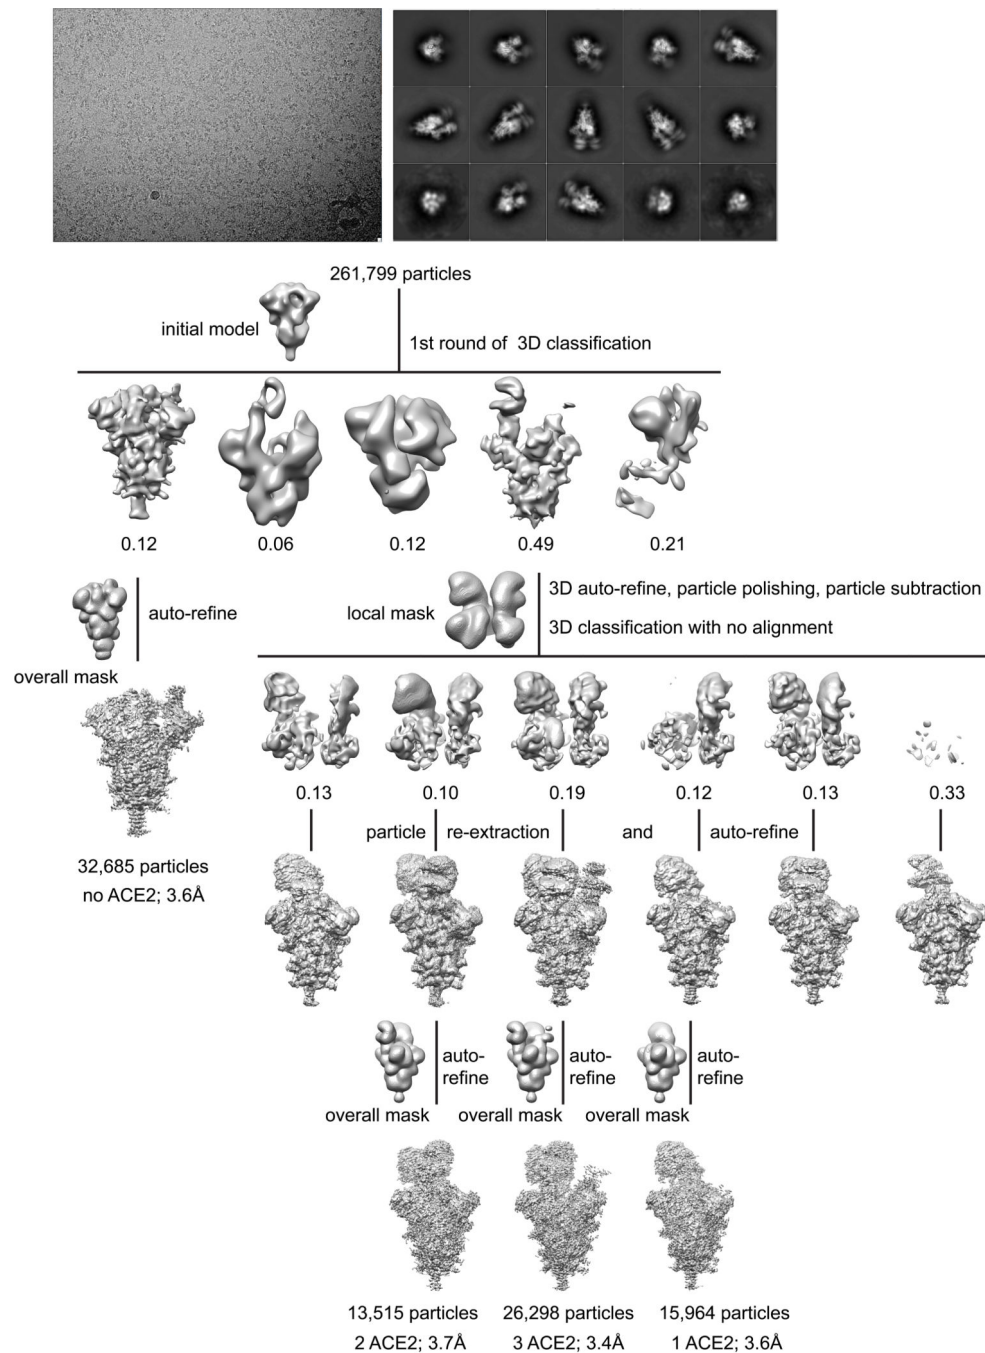 261,799 particles
initial model
1st round of 3D classification
0.12 0.06 0.12 0.49 0.21
auto-refine
local mask
3D auto-refine, particle polishing, particle subtraction
3D classification with no alignment
overall mask
0.13 0.10 0.19 0.12 0.13 0.33
particle re-extraction and auto-refine
32,685 particles
no ACE2; 3.6Å
auto-
refine
overall mask
auto-
refine
overall mask
auto-
refine
overall mask
13,515 particles
2 ACE2; 3.7Å
26,298 particles
3 ACE2; 3.4Å
15,964 particles
1 ACE2; 3.6Å